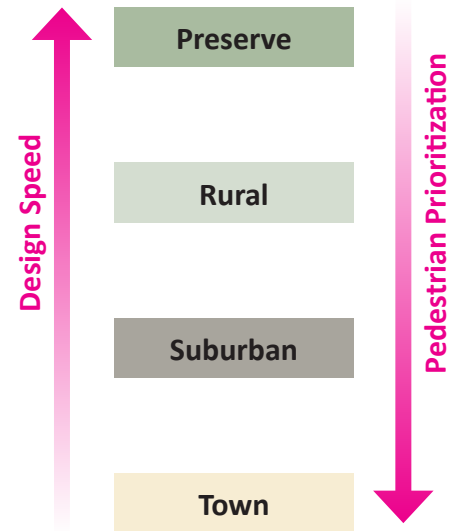 Preserve
Design Speed
Rural
Pedestrian Prioritization
Suburban
Town